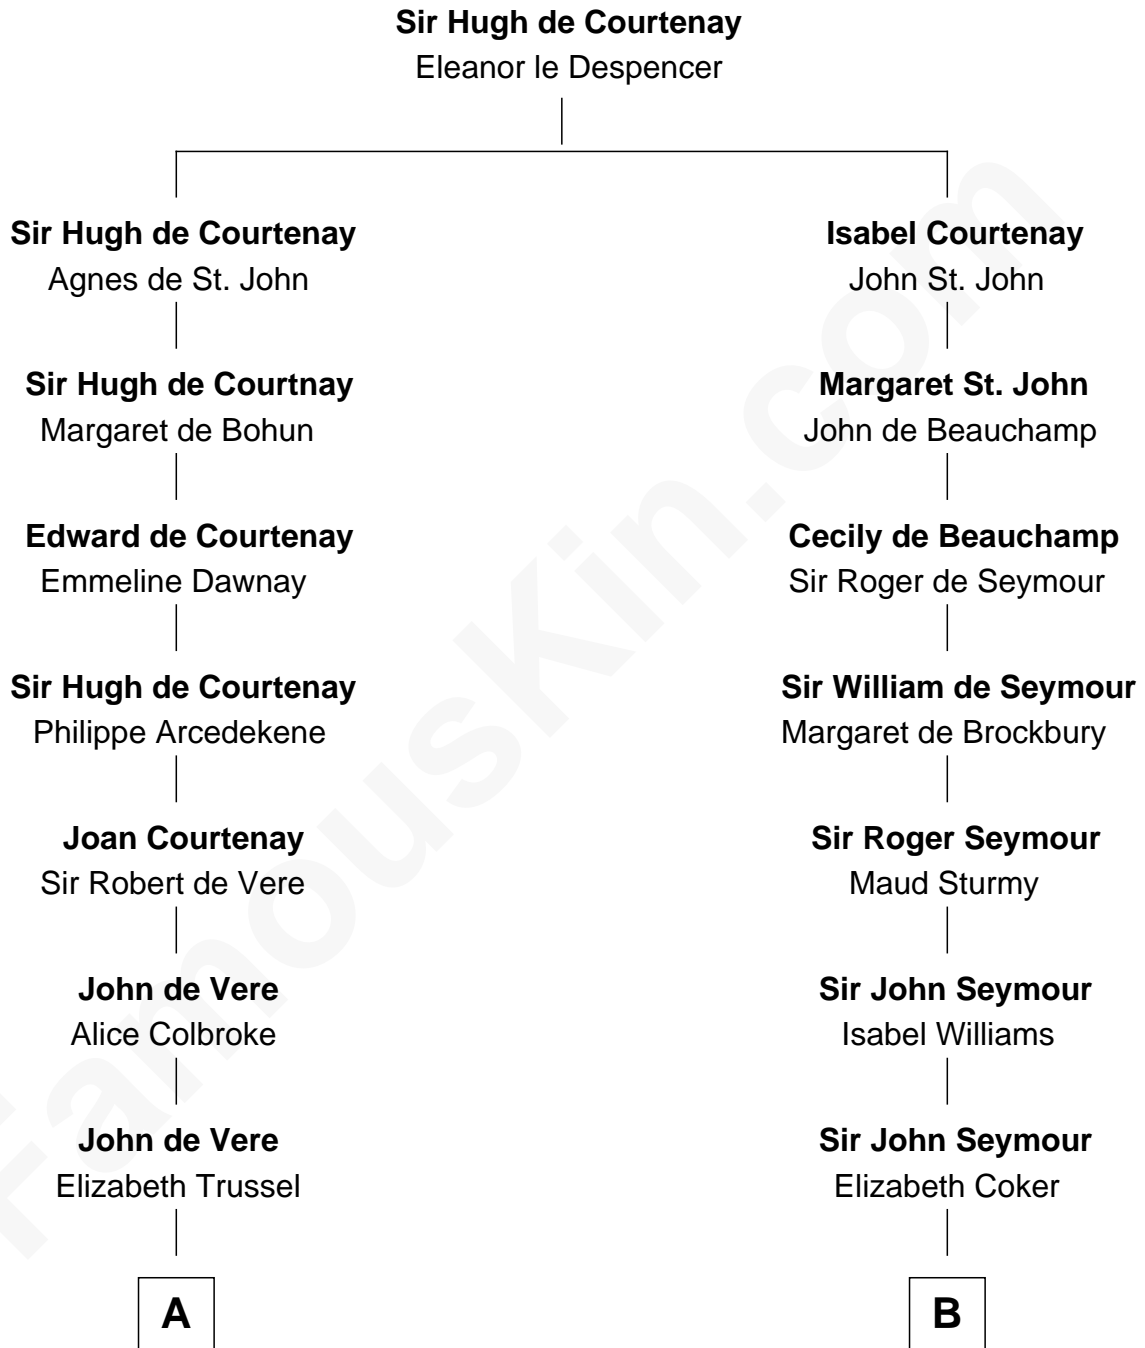 Sir Hugh de Courtenay
Eleanor le Despencer
Sir Hugh de Courtenay
Agnes de St. John
Isabel Courtenay
John St. John
Sir Hugh de Courtnay
Margaret de Bohun
Margaret St. John
John de Beauchamp
Edward de Courtenay
Emmeline Dawnay
Cecily de Beauchamp
Sir Roger de Seymour
Sir Hugh de Courtenay
Philippe Arcedekene
Sir William de Seymour
Margaret de Brockbury
Joan Courtenay
Sir Robert de Vere
Sir Roger Seymour
Maud Sturmy
John de Vere
Alice Colbroke
Sir John Seymour
Isabel Williams
John de Vere
Elizabeth Trussel
Sir John Seymour
Elizabeth Coker
A
B
FamousKin.com